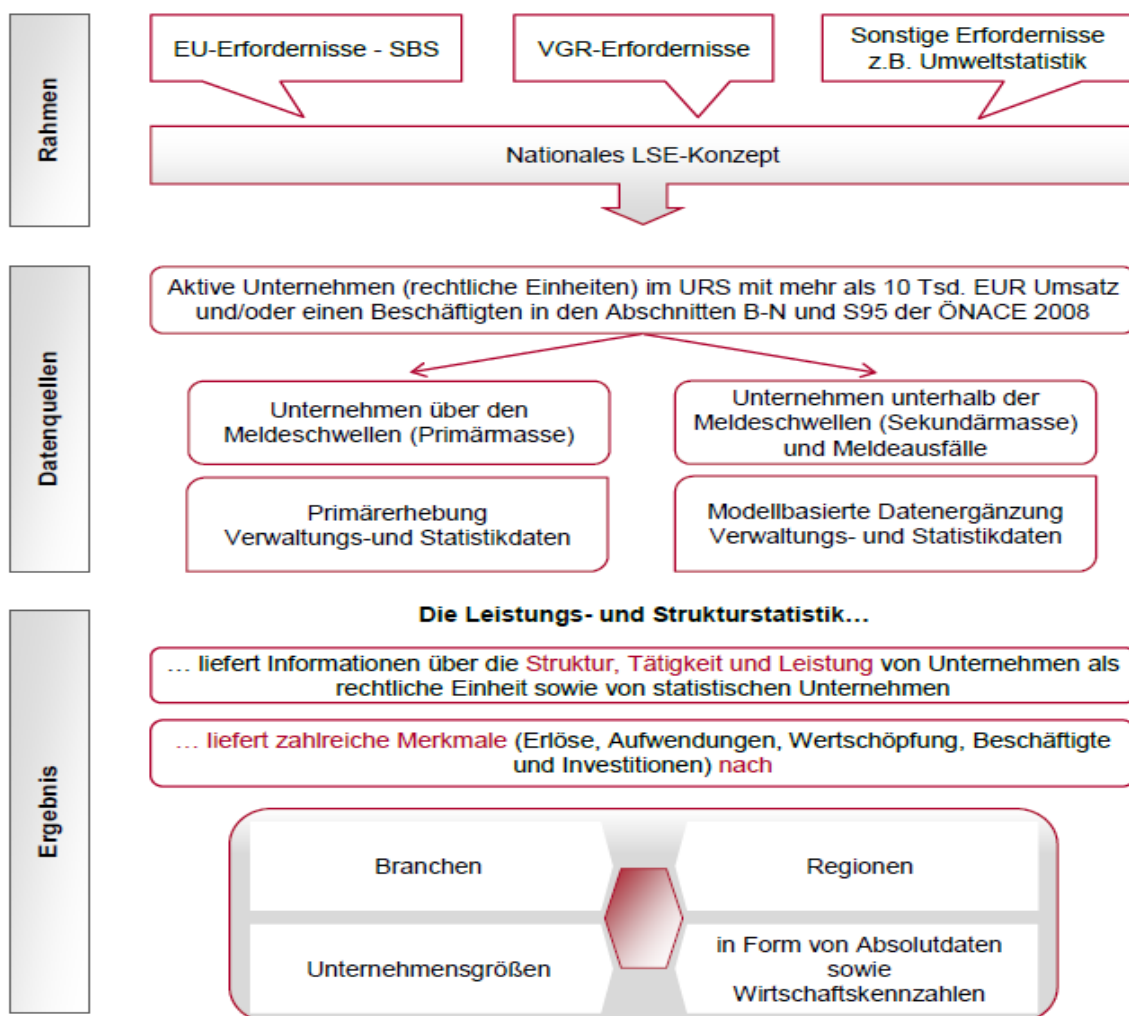 Rahmen
EU-Erfordernisse - SBS
VGR-Erfordernisse
Sonstige Erfordernisse
z.B. Umweltstatistik
Nationales LSE-Konzept
Datenquellen
Aktive Unternehmen (rechtliche Einheiten) im URS mit mehr als 10 Tsd. EUR Umsatz
und/oder einen Beschäftigten in den Abschnitten B-N und S95 der ÖNACE 2008
Unternehmen über den
Meldeschwellen (Primärmasse)
Unternehmen unterhalb der
Meldeschwellen (Sekundärmasse)
und Meldeausfälle
Primärerhebung
Verwaltungs-und Statistikdaten
Modellbasierte Datenergänzung
Verwaltungs- und Statistikdaten
Ergebnis
Die Leistungs- und Strukturstatistik…
… liefert Informationen über die Struktur, Tätigkeit und Leistung von Unternehmen als
rechtliche Einheit sowie von statistischen Unternehmen
… liefert zahlreiche Merkmale (Erlöse, Aufwendungen, Wertschöpfung, Beschäftigte
und Investitionen) nach
Branchen
Regionen
Unternehmensgrößen
in Form von Absolutdaten
sowie
Wirtschaftskennzahlen